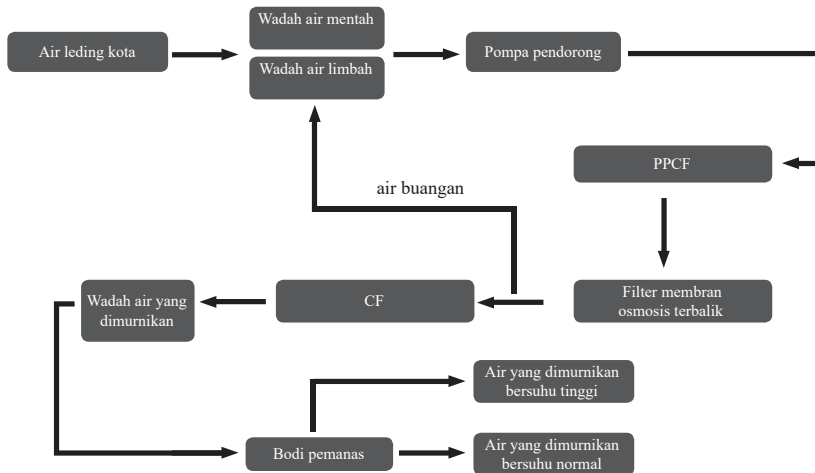 Air leding kota
Wadah air mentah
Wadah air limbah
Pompa pendorong
PPCF
air buangan
Filter membran
osmosis terbalik
CF
Wadah air yang
dimurnikan
Air yang dimurnikan
bersuhu tinggi
Bodi pemanas
Air yang dimurnikan
bersuhu normal